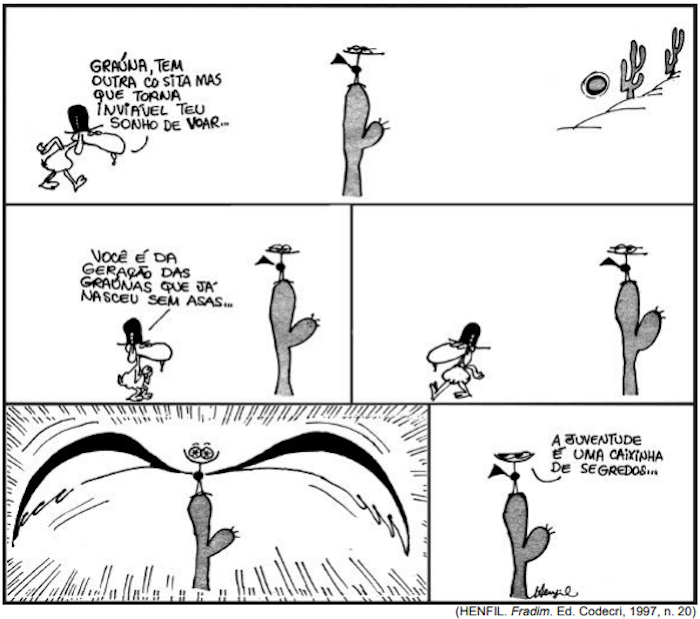 GRAÚNA, TEM
OUTRA COISITA MAS
QUE TORNA
INVIÁVEL TEU
SONHO DE VOAR...
VOCÊ É DA
GERAÇÃO DAS
GRAÚNAS QUE JÁ
NASCEU SEM ASAS...
A JUVENTUDE
É UMA CAIXINHA
DE SEGREDOS...
Henfil
(HENFIL. Fradim. Ed. Codecri, 1997, n. 20)